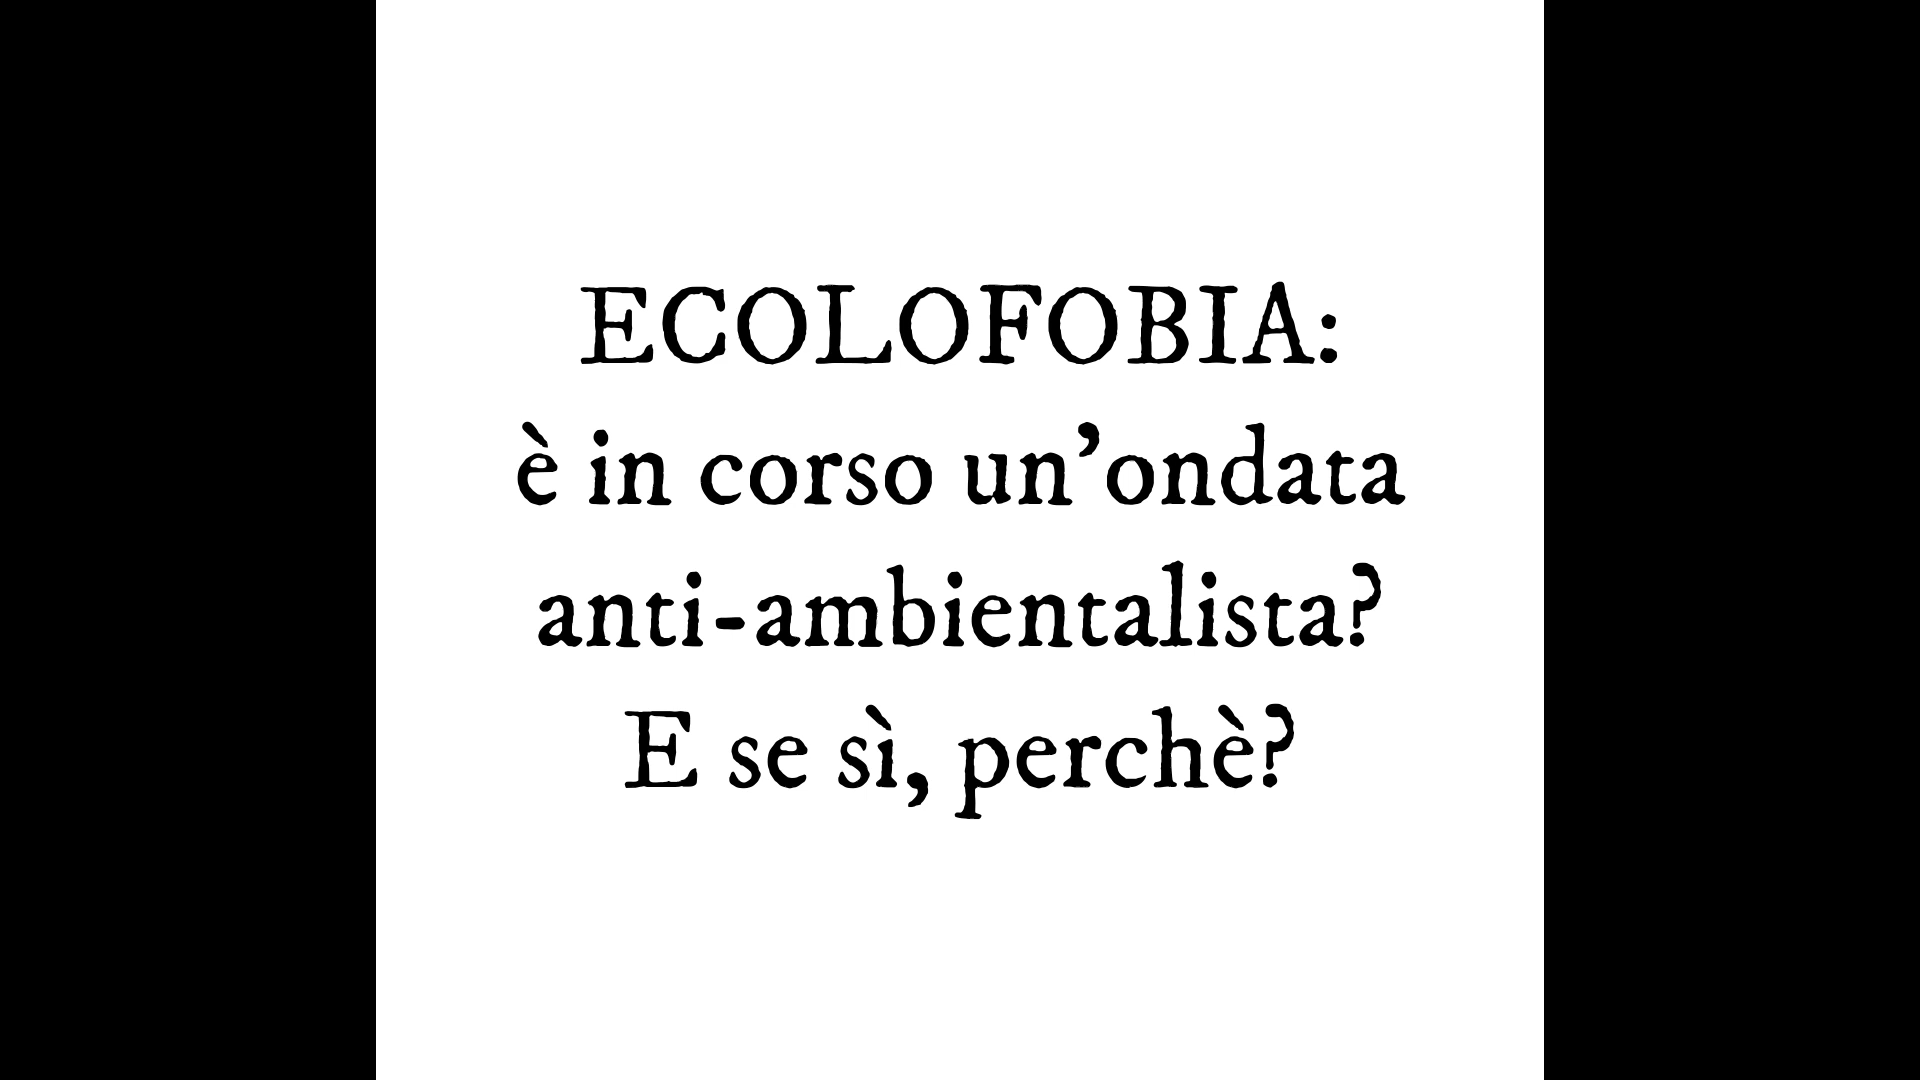 ECOLOFOBIA:
è in corso un’ondata
anti-ambientalista?
E se sì, perchè?